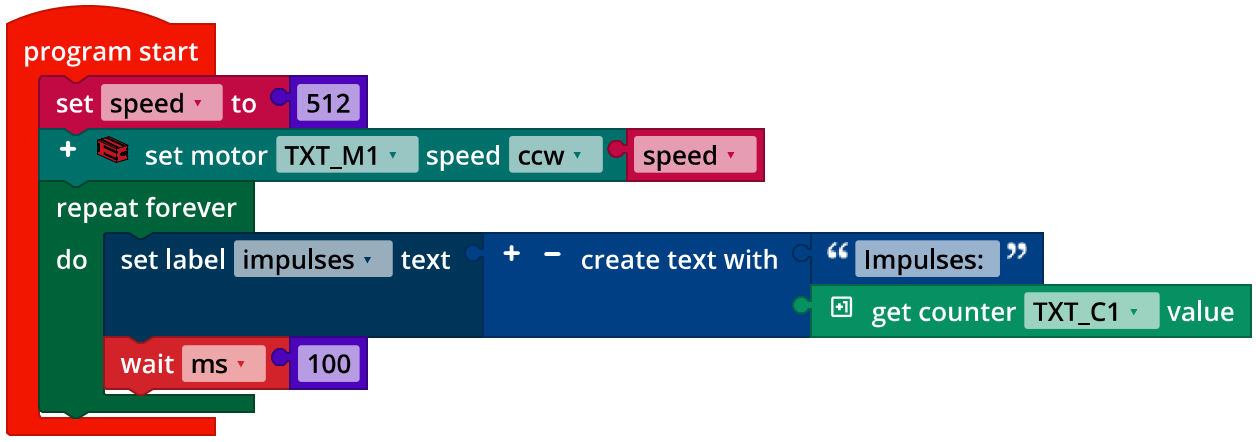 program start
set speed to 512
+ set motor TXT_M1 speed ccw speed
repeat forever
do set label impulses text + − create text with “ Impulses: ”
+1 get counter TXT_C1 value
wait ms 100